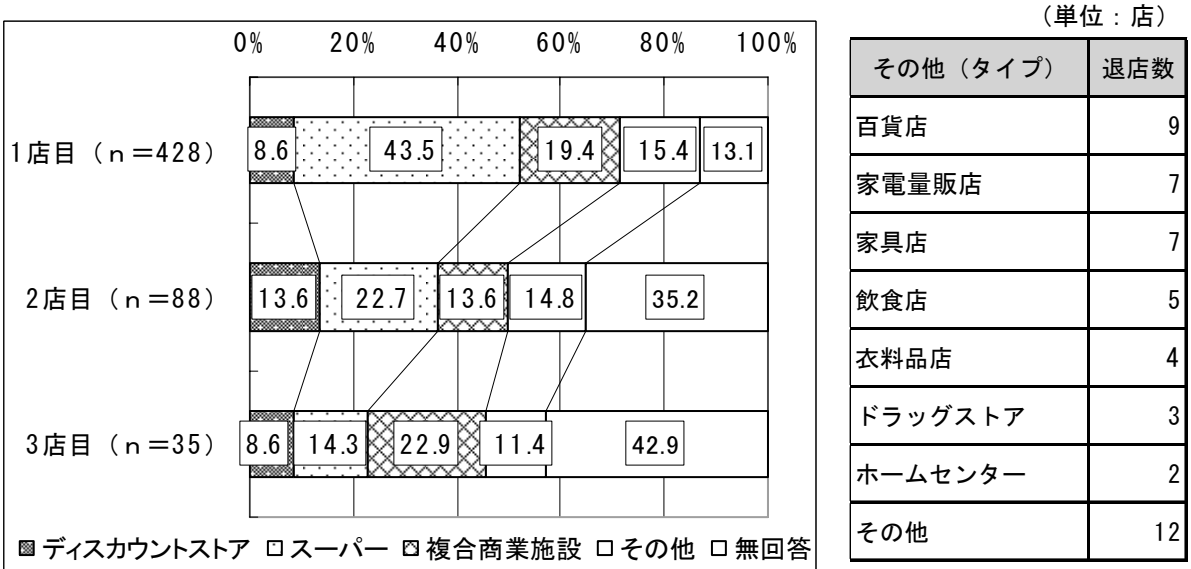 0% 20% 40% 60% 80% 100%
1店目（ｎ＝428） 8.6 43.5 19.4 15.4 13.1
2店目（ｎ＝88） 13.6 22.7 13.6 14.8 35.2
3店目（ｎ＝35） 8.6 14.3 22.9 11.4 42.9
ディスカウントストア スーパー 複合商業施設 その他 無回答
（単位：店）
その他（タイプ） 退店数
百貨店 9
家電量販店 7
家具店 7
飲食店 5
衣料品店 4
ドラッグストア 3
ホームセンター 2
その他 12